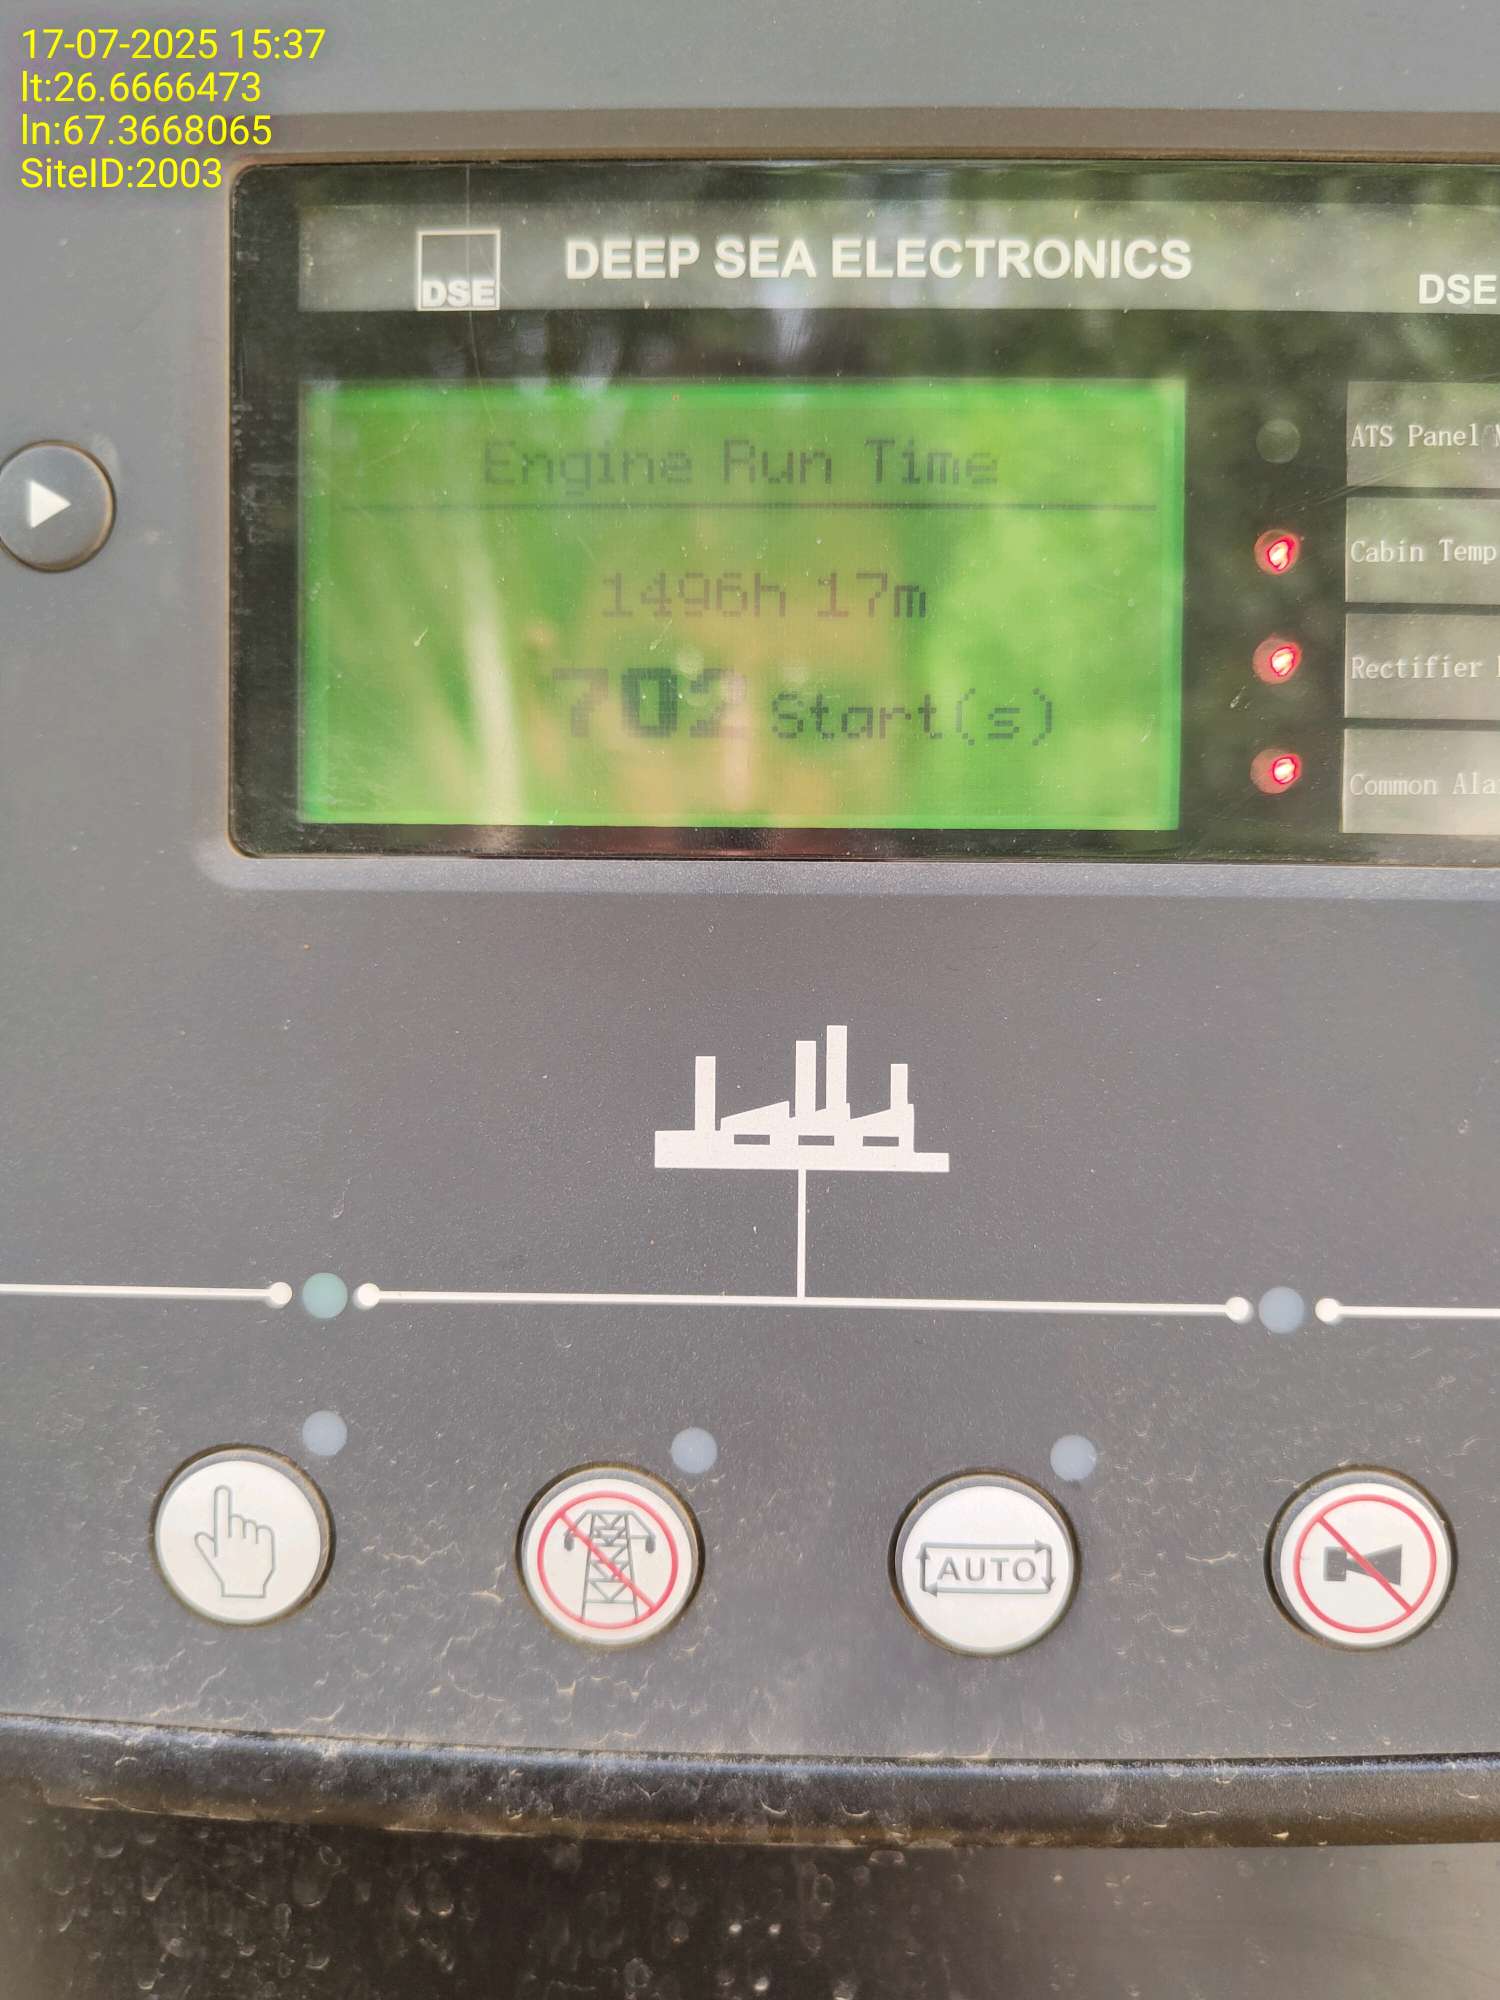 17-07-2025 15:37
lt:26.6666473
ln:67.3668065
SiteID:2003
DSE
DEEP SEA ELECTRONICS
DSE
Engine Run Time
1496h 17m
702 Start(s)
ATS Panel
Cabin Temp
Rectifier
Common Ala
AUTO